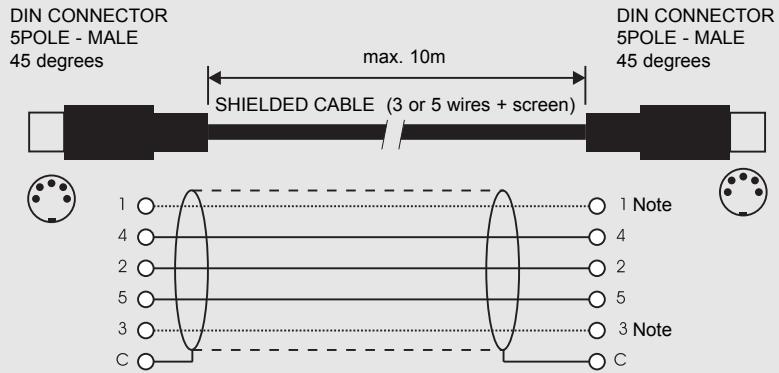 DIN CONNECTOR
5POLE - MALE
45 degrees
DIN CONNECTOR
5POLE - MALE
45 degrees
max. 10m
SHIELDED CABLE (3 or 5 wires + screen)
1 1 Note
4 4
2 2
5 5
3 3 Note
C C